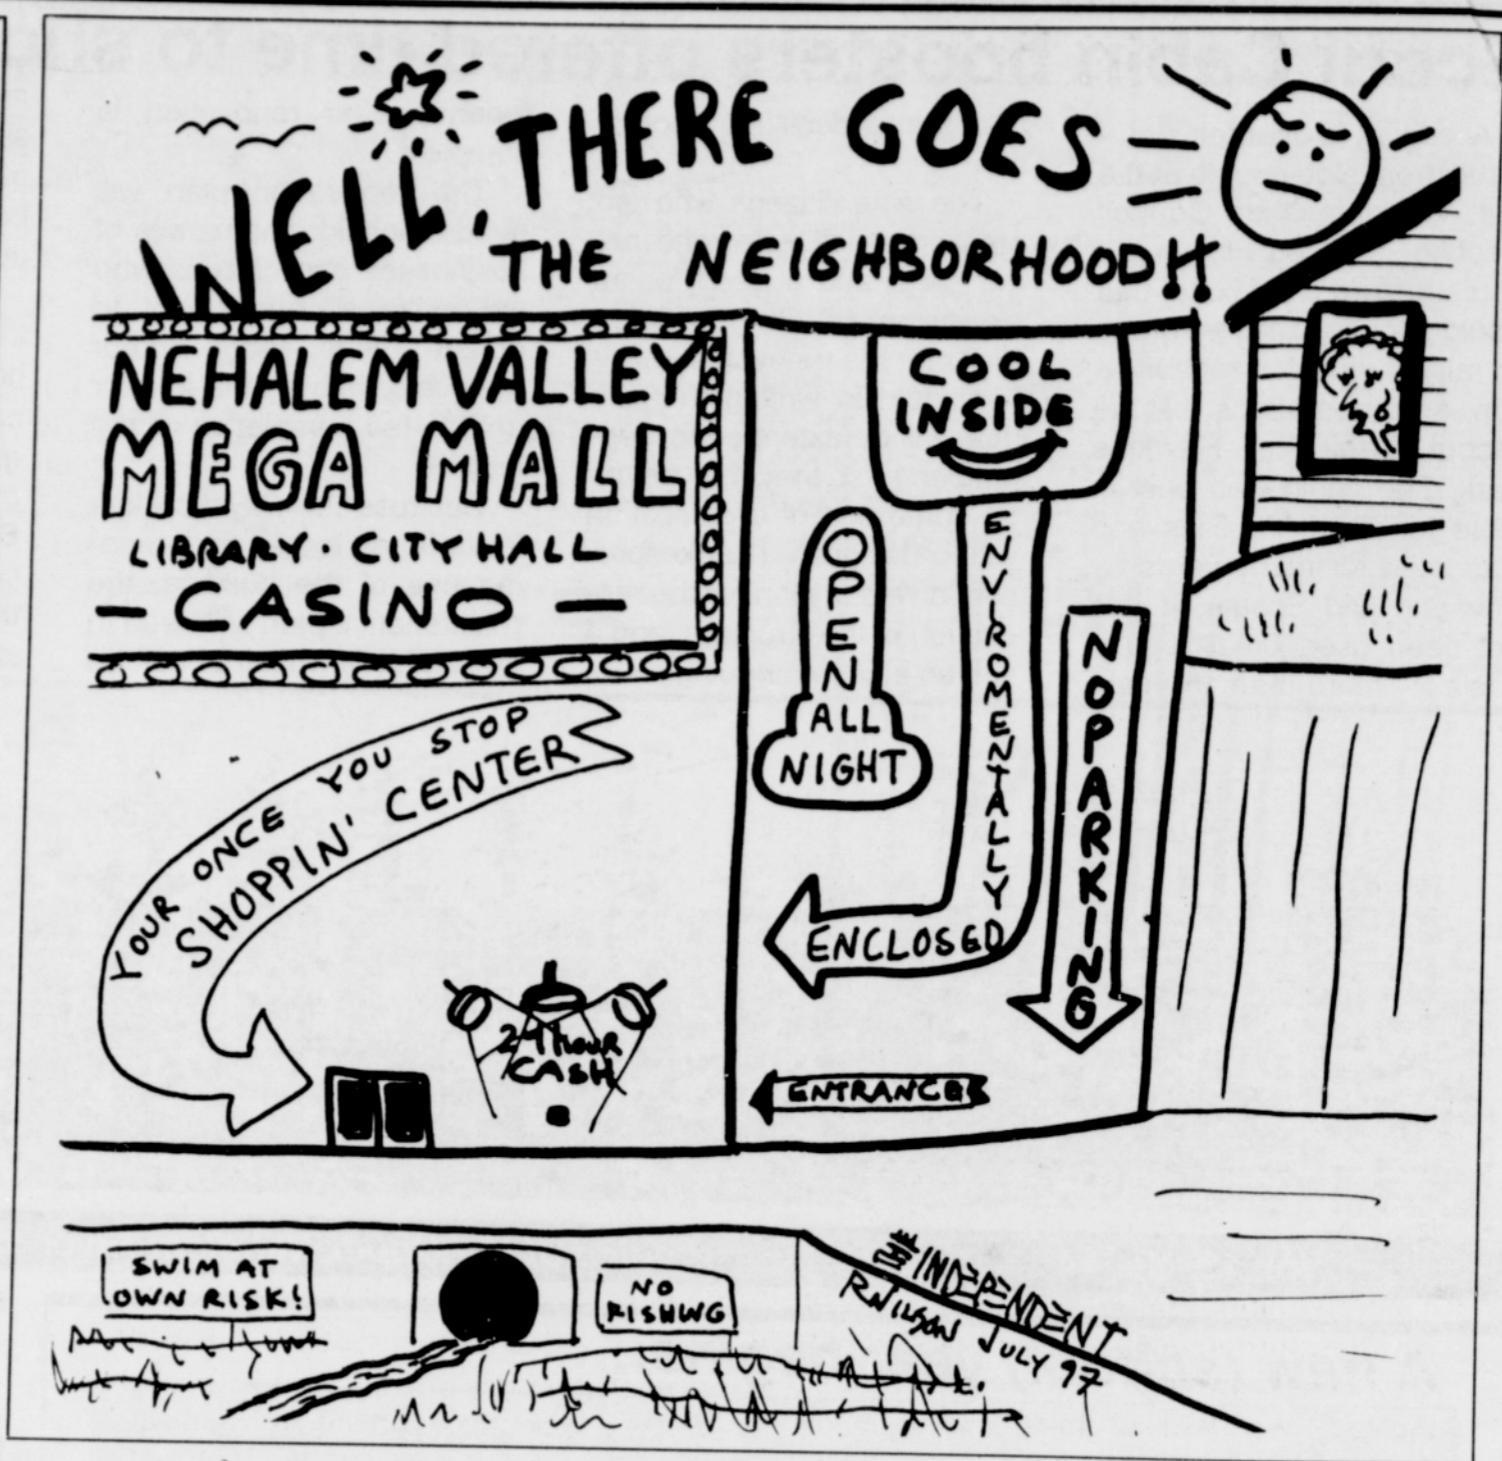 WELL, THERE GOES
THE NEIGHBORHOOD!!
NEHALEM VALLEY
MEGA MALL
LIBRARY · CITY HALL
— CASINO —
COOL
INSIDE
OPEN
ALL
NIGHT
ENVIROMENTALLY
ENCLOSED
NO PARKING
YOUR ONCE YOU STOP
SHOPPIN' CENTER
24 HOUR
CASH
ENTRANCE
SWIM AT
OWN RISK!
NO
FISHING
THE INDEPENDENT
R WILSON JULY 97